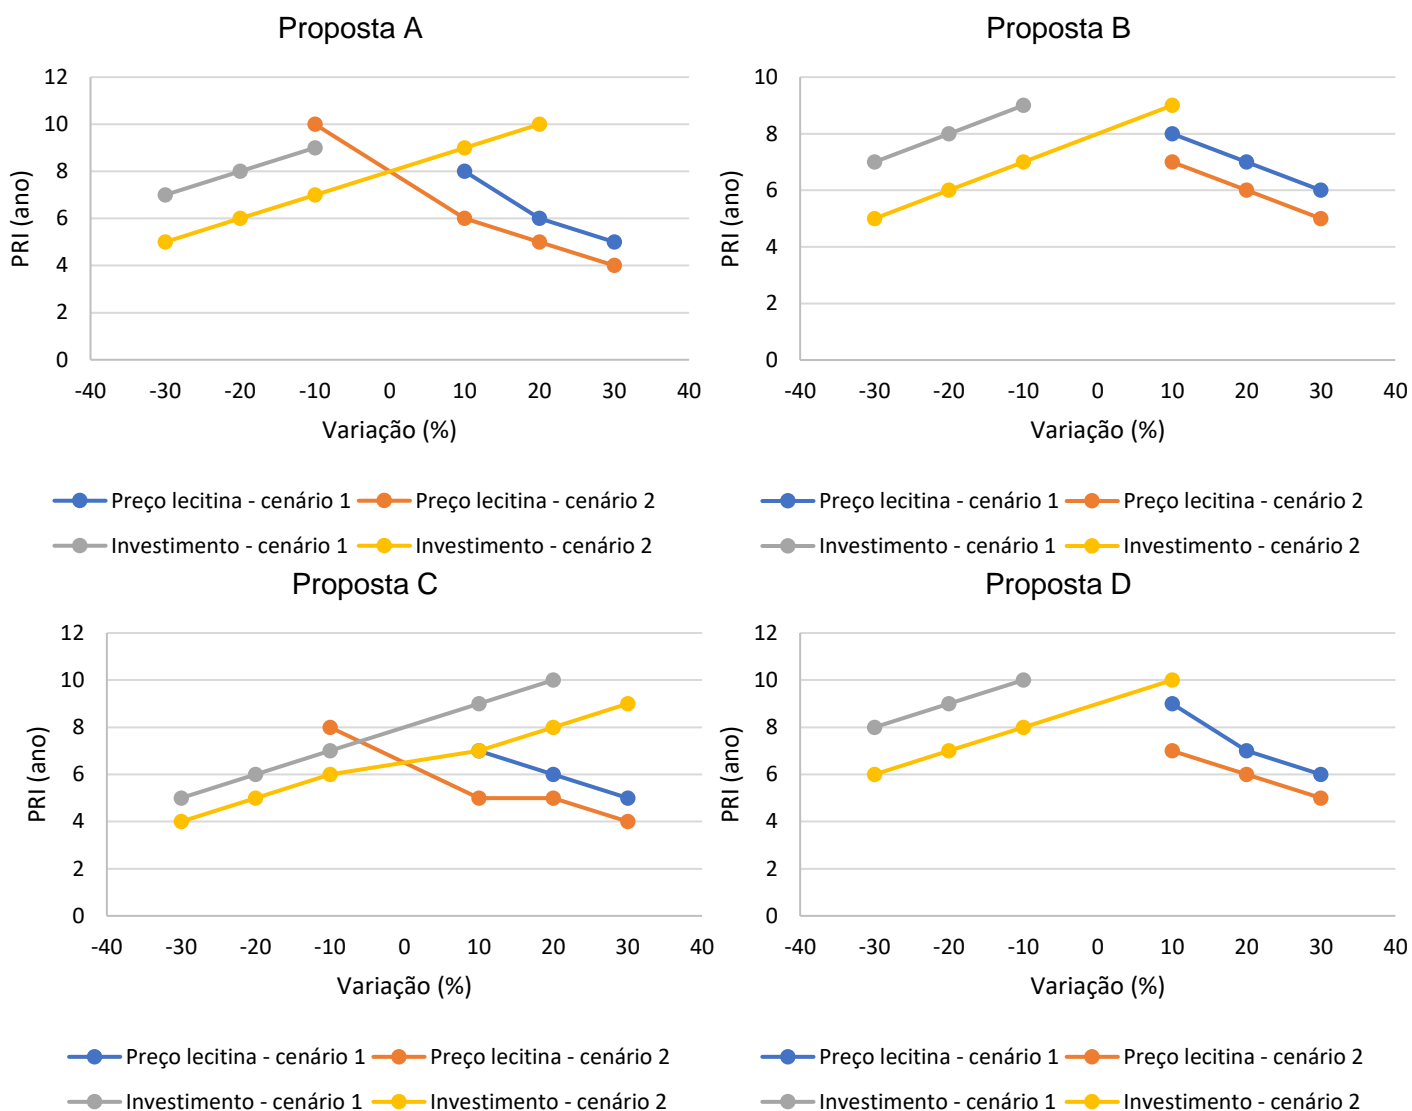 Proposta A
12
10
8
6
4
2
0
PRI (ano)
-40 -30 -20 -10 0 10 20 30 40
Variação (%)
Preço lecitina - cenário 1 Preço lecitina - cenário 2
Investimento - cenário 1 Investimento - cenário 2
Proposta B
10
8
6
4
2
0
PRI (ano)
-40 -30 -20 -10 0 10 20 30 40
Variação (%)
Preço lecitina - cenário 1 Preço lecitina - cenário 2
Investimento - cenário 1 Investimento - cenário 2
Proposta C
12
10
8
6
4
2
0
PRI (ano)
-40 -30 -20 -10 0 10 20 30 40
Variação (%)
Preço lecitina - cenário 1 Preço lecitina - cenário 2
Investimento - cenário 1 Investimento - cenário 2
Proposta D
12
10
8
6
4
2
0
PRI (ano)
-40 -30 -20 -10 0 10 20 30 40
Variação (%)
Preço lecitina - cenário 1 Preço lecitina - cenário 2
Investimento - cenário 1 Investimento - cenário 2